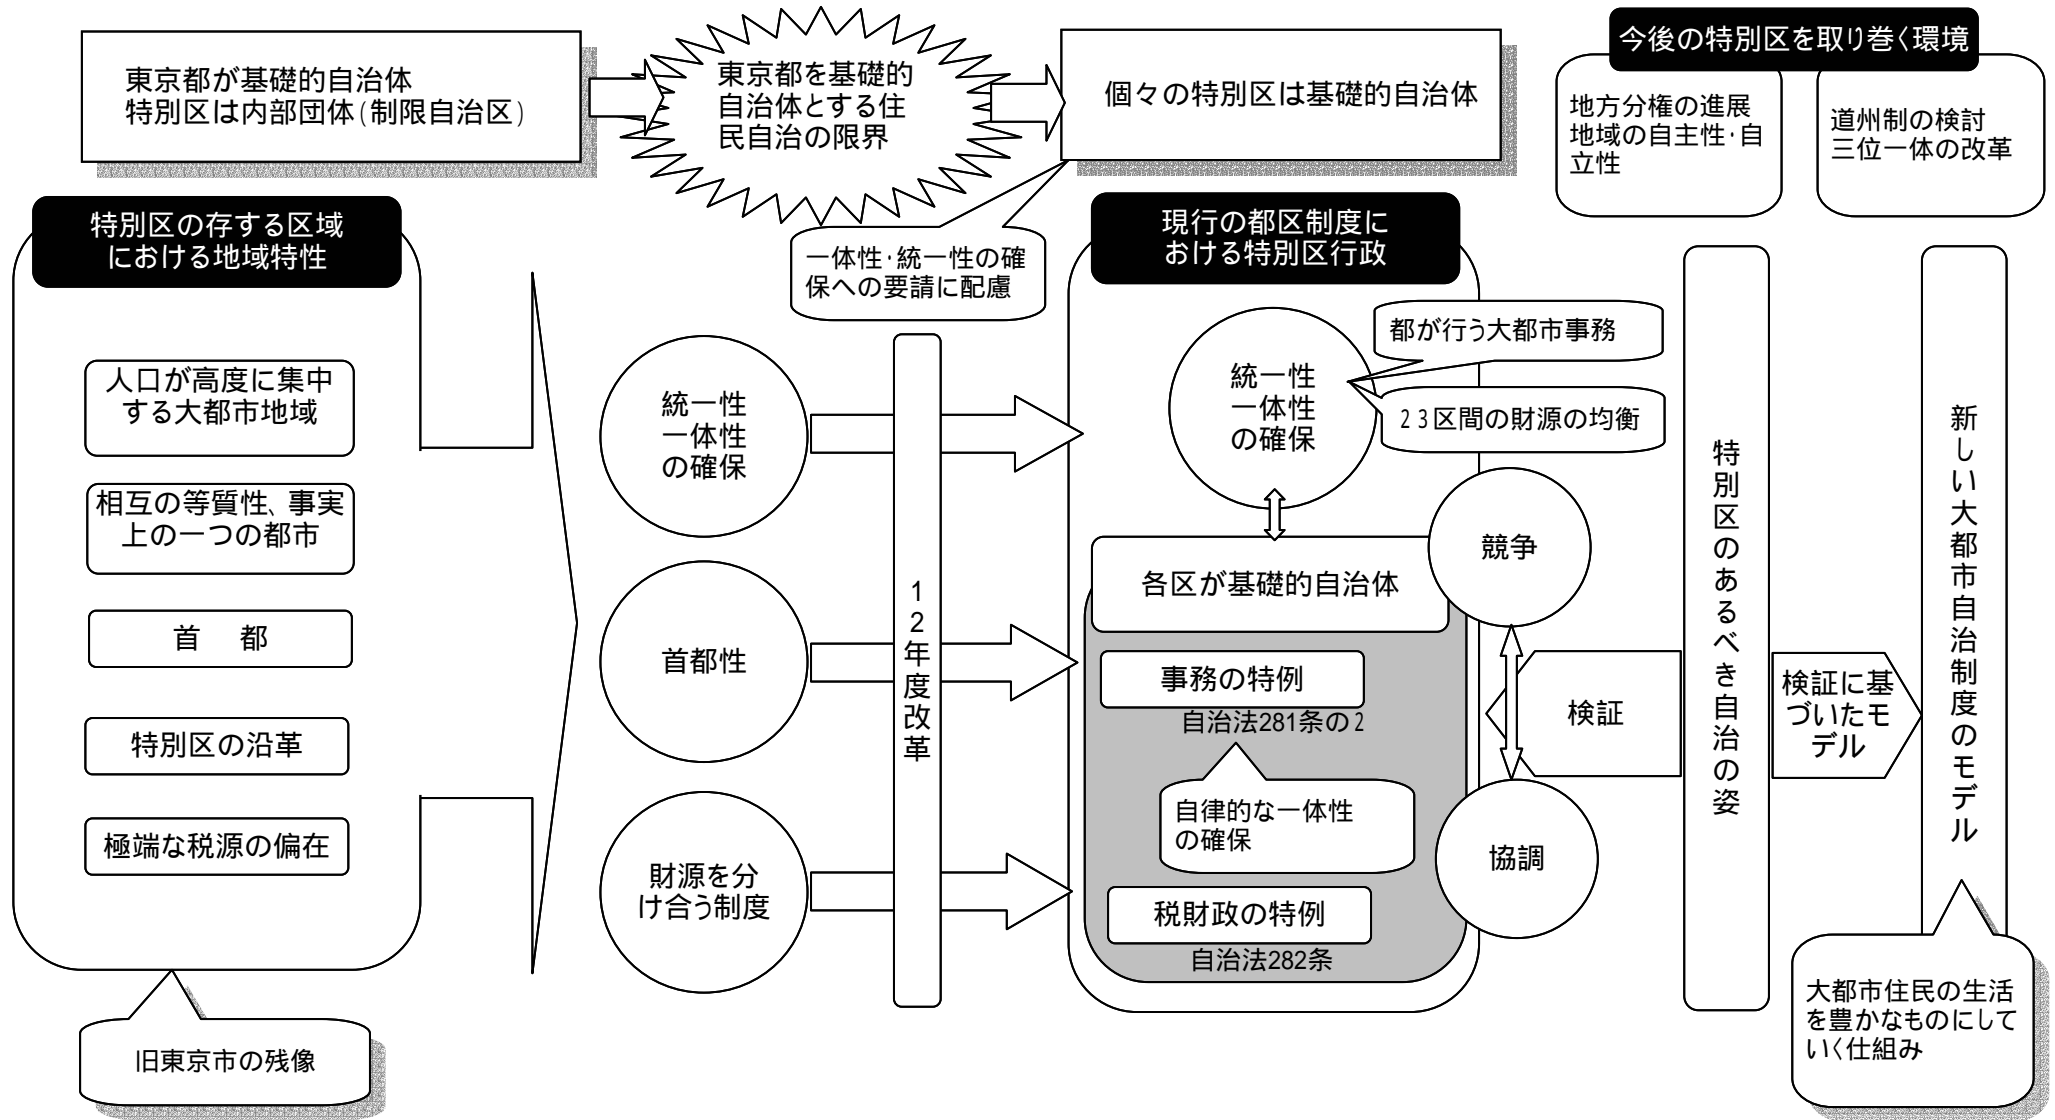 東京都が基礎的自治体
特別区は内部団体(制限自治区)
東京都を基礎的
自治体とする住
民自治の限界
個々の特別区は基礎的自治体
今後の特別区を取り巻く環境
地方分権の進展
地域の自主性・自
立性
道州制の検討
三位一体の改革
特別区の存する区域
における地域特性
人口が高度に集中
する大都市地域
相互の等質性、事実
上の一つの都市
首 都
特別区の沿革
極端な税源の偏在
旧東京市の残像
統一性
一体性
の確保
首都性
財源を分
け合う制度
12年度改革
一体性・統一性の確
保への要請に配慮
現行の都区制度に
おける特別区行政
統一性
一体性
の確保
都が行う大都市事務
23区間の財源の均衡
各区が基礎的自治体
事務の特例
自治法281条の2
自律的な一体性
の確保
税財政の特例
自治法282条
競争
協調
検証
特別区のあるべき自治の姿
検証に基
づいたモ
デル
新しい大都市自治制度のモデル
大都市住民の生活
を豊かなものにして
いく仕組み